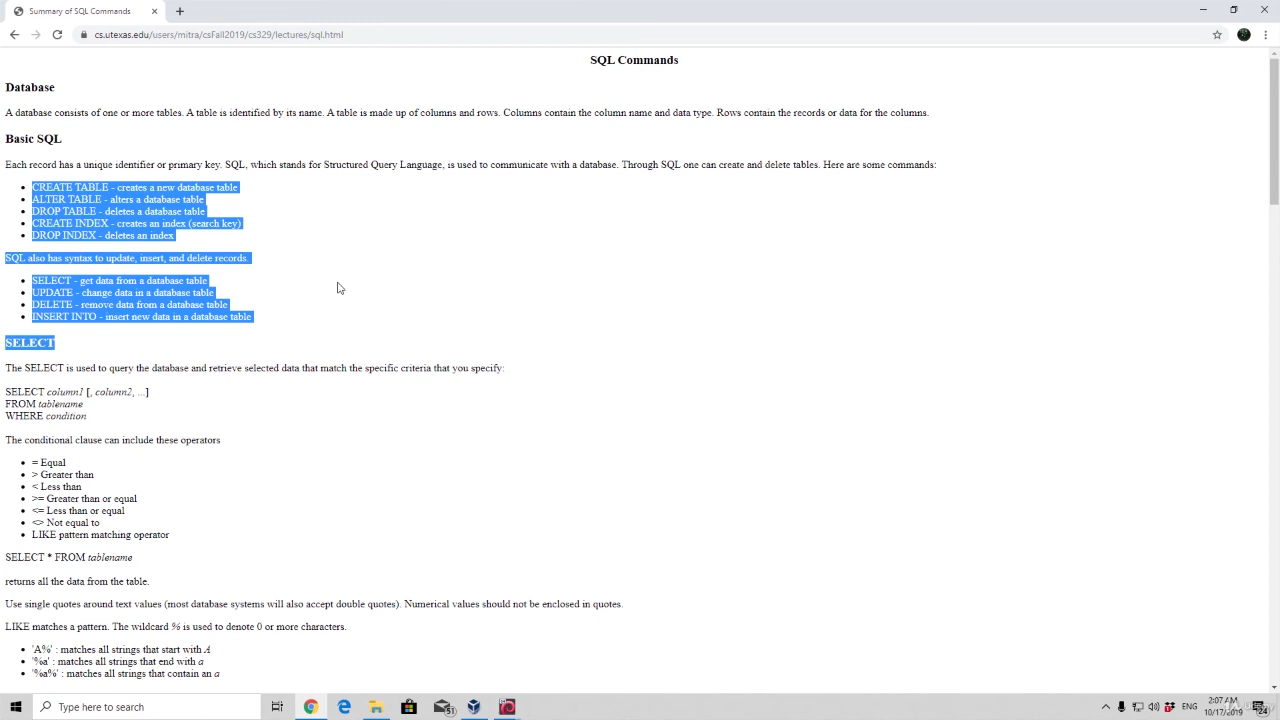 Summary of SQL Commands
cs.utexas.edu/users/mitra/csFall2019/cs329/lectures/sql.html
SQL Commands
Database
A database consists of one or more tables. A table is identified by its name. A table is made up of columns and rows. Columns contain the column name and data type. Rows contain the records or data for the columns.
Basic SQL
Each record has a unique identifier or primary key. SQL, which stands for Structured Query Language, is used to communicate with a database. Through SQL one can create and delete tables. Here are some commands:
• CREATE TABLE - creates a new database table
• ALTER TABLE - alters a database table
• DROP TABLE - deletes a database table
• CREATE INDEX - creates an index (search key)
• DROP INDEX - deletes an index
SQL also has syntax to update, insert, and delete records.
• SELECT - get data from a database table
• UPDATE - change data in a database table
• DELETE - remove data from a database table
• INSERT INTO - insert new data in a database table
SELECT
The SELECT is used to query the database and retrieve selected data that match the specific criteria that you specify:
SELECT column1 [, column2, ...]
FROM tablename
WHERE condition
The conditional clause can include these operators
• = Equal
• > Greater than
• < Less than
• >= Greater than or equal
• <= Less than or equal
• <> Not equal to
• LIKE pattern matching operator
SELECT * FROM tablename
returns all the data from the table.
Use single quotes around text values (most database systems will also accept double quotes). Numerical values should not be enclosed in quotes.
LIKE matches a pattern. The wildcard % is used to denote 0 or more characters.
• 'A%' : matches all strings that start with A
• '%a' : matches all strings that end with a
• '%a%' : matches all strings that contain an a
Type here to search
51
ENG
2:07 AM
10/17/2019
24